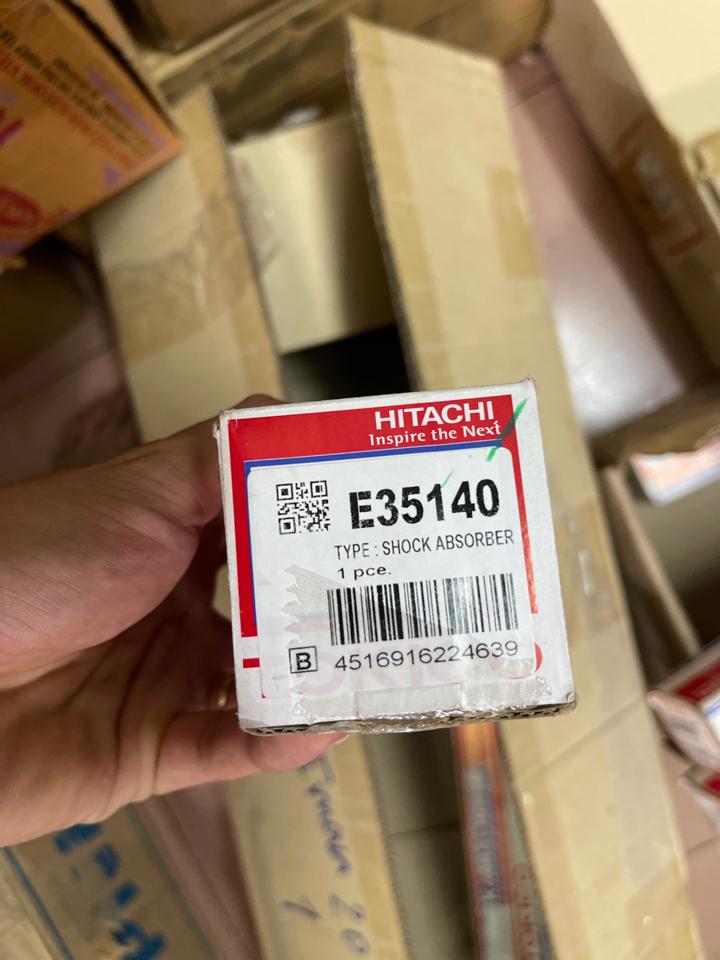 HITACHI
Inspire the Next
E35140
TYPE : SHOCK ABSORBER
1 pce.
B 4516916224639